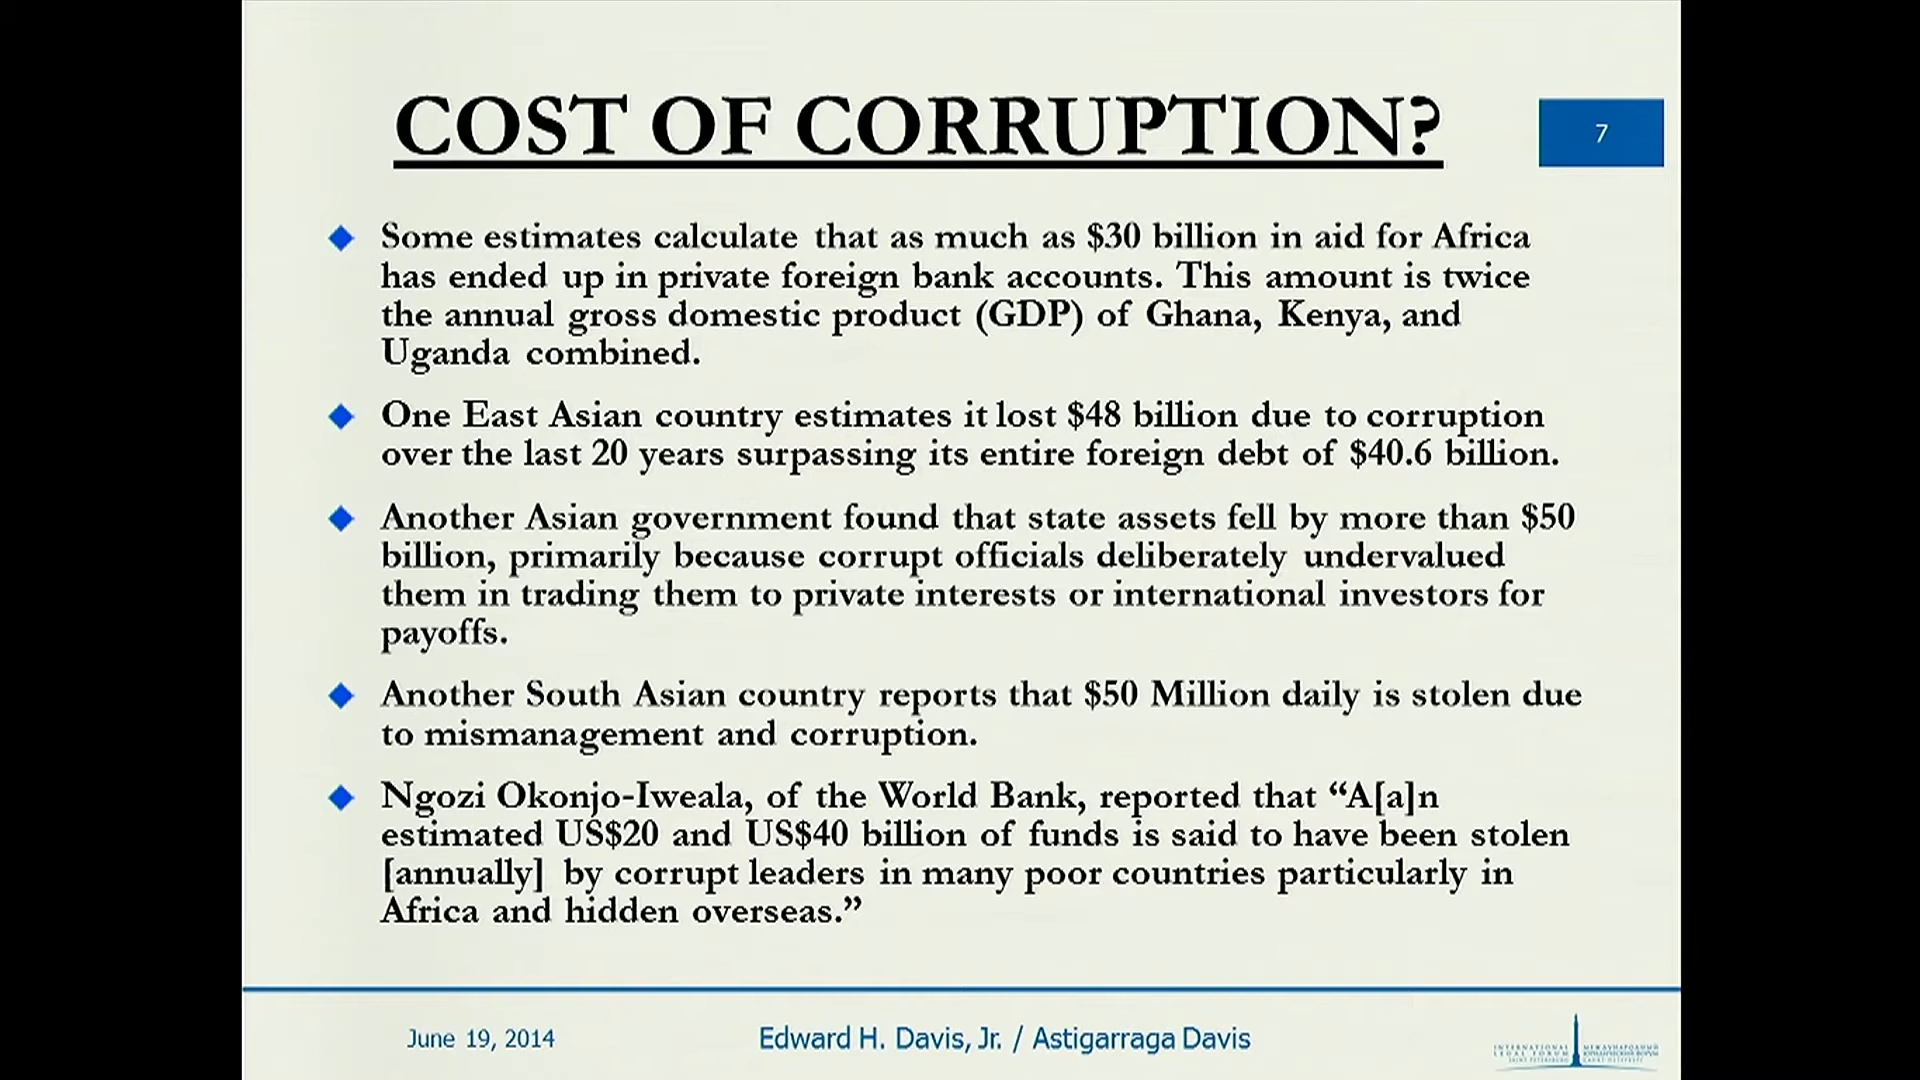 COST OF CORRUPTION?
7
Some estimates calculate that as much as $30 billion in aid for Africa
has ended up in private foreign bank accounts. This amount is twice
the annual gross domestic product (GDP) of Ghana, Kenya, and
Uganda combined.
One East Asian country estimates it lost $48 billion due to corruption
over the last 20 years surpassing its entire foreign debt of $40.6 billion.
Another Asian government found that state assets fell by more than $50
billion, primarily because corrupt officials deliberately undervalued
them in trading them to private interests or international investors for
payoffs.
Another South Asian country reports that $50 Million daily is stolen due
to mismanagement and corruption.
Ngozi Okonjo-Iweala, of the World Bank, reported that “A[a]n
estimated US$20 and US$40 billion of funds is said to have been stolen
[annually] by corrupt leaders in many poor countries particularly in
Africa and hidden overseas.”
June 19, 2014
Edward H. Davis, Jr. / Astigarraga Davis
INTERNATIONAL
LEGAL FORUM
МЕЖДУНАРОДНЫЙ
ЮРИДИЧЕСКИЙ ФОРУМ